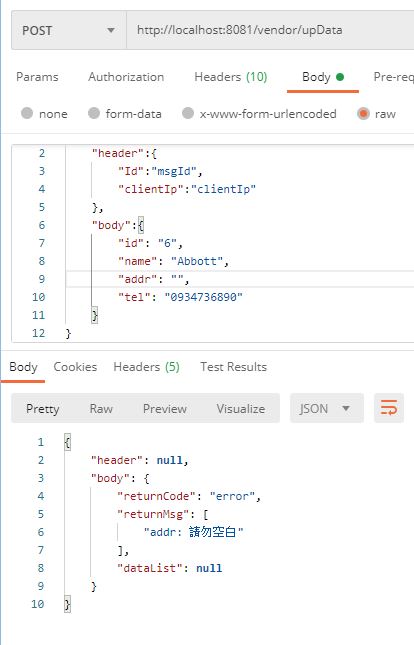 POST http://localhost:8081/vendor/upData
Params Authorization Headers (10) Body Pre-req
none form-data x-www-form-urlencoded raw
2 "header":{
3 "Id":"msgId",
4 "clientIp":"clientIp"
5 },
6 "body":{
7 "id": "6",
8 "name": "Abbott",
9 "addr": "",
10 "tel": "0934736890"
11 }
12 }
Body Cookies Headers (5) Test Results
Pretty Raw Preview Visualize JSON
1 {
2 "header": null,
3 "body": {
4 "returnCode": "error",
5 "returnMsg": [
6 "addr: 請勿空白"
7 ],
8 "dataList": null
9 }
10 }